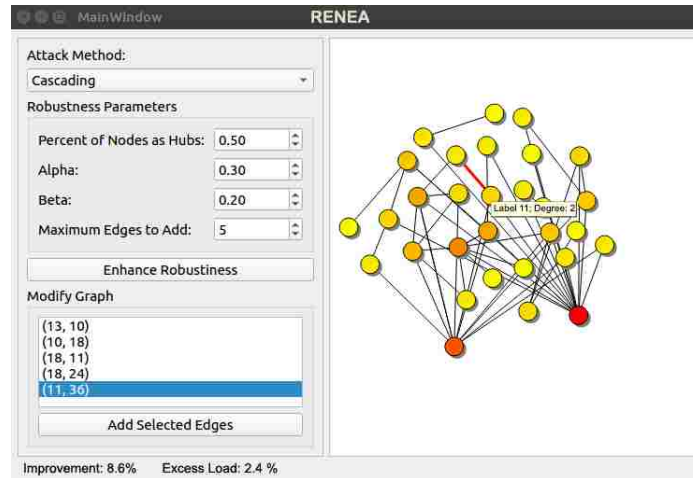 MainWindow
RENEA
Attack Method:
Cascading
Robustness Parameters
Percent of Nodes as Hubs: 0.50
Alpha: 0.30
Beta: 0.20
Maximum Edges to Add: 5
Enhance Robustiness
Modify Graph
(13, 10)
(10, 18)
(18, 11)
(18, 24)
(11, 36)
Add Selected Edges
Label 11; Degree: 2
Improvement: 8.6% Excess Load: 2.4 %